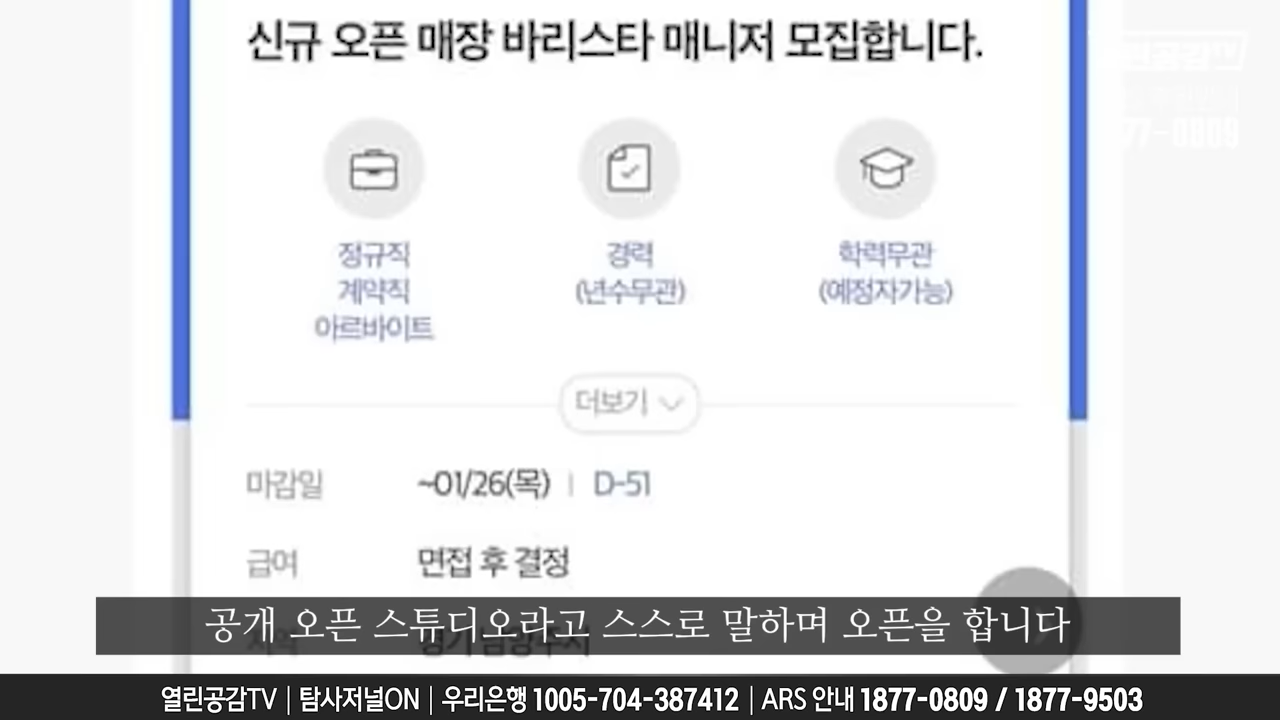 신규 오픈 매장 바리스타 매니저 모집합니다.
정규직
계약직
아르바이트
경력
(년수무관)
학력무관
(예정자가능)
더보기
마감일 ~01/26(목) | D-51
급여 면접 후 결정
공개 오픈 스튜디오라고 스스로 말하며 오픈을 합니다
열린공감TV | 탐사저널ON | 우리은행 1005-704-387412 | ARS 안내 1877-0809 / 1877-9503